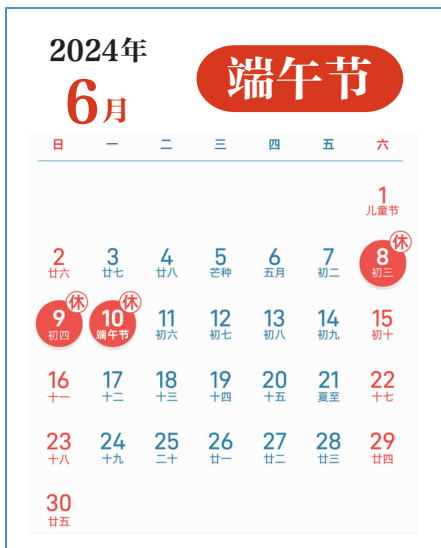 2024年
6月
端午节
日 一 二 三 四 五 六
1
儿童节
休
2 3 4 5 6 7 8
廿六 廿七 廿八 芒种 五月 初二 初三
休 休
9 10 11 12 13 14 15
初四 端午节 初六 初七 初八 初九 初十
16 17 18 19 20 21 22
十一 十二 十三 十四 十五 夏至 十七
23 24 25 26 27 28 29
十八 十九 二十 廿一 廿二 廿三 廿四
30
廿五